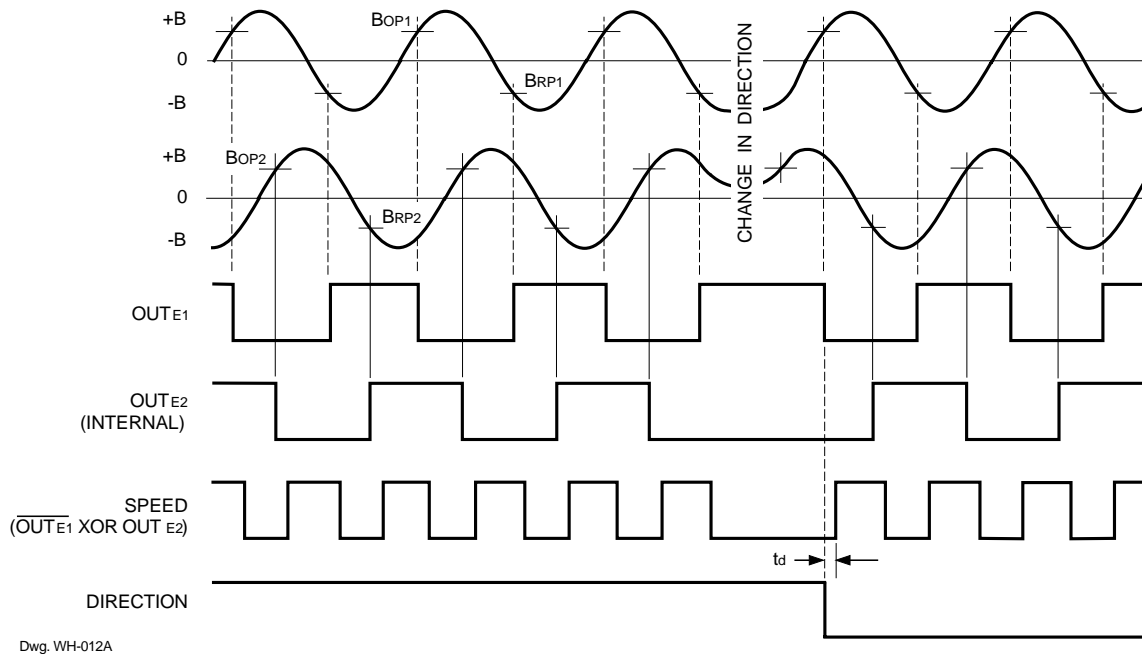 +B
BOP1
0
BRP1
-B
CHANGE IN DIRECTION
+B
BOP2
0
BRP2
-B
OUTE1
OUTE2
(INTERNAL)
SPEED
(OUTE1 XOR OUT E2)
td
DIRECTION
Dwg. WH-012A